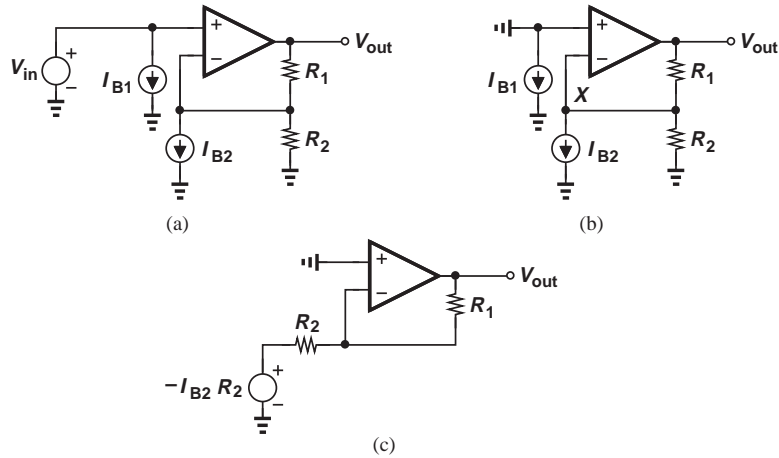 V_in
+
−
I_B1
+
−
V_out
R_1
R_2
I_B2
(a)
I_B1
+
−
V_out
X
R_1
R_2
I_B2
(b)
+
−
V_out
R_1
R_2
−I_B2 R_2
+
−
(c)